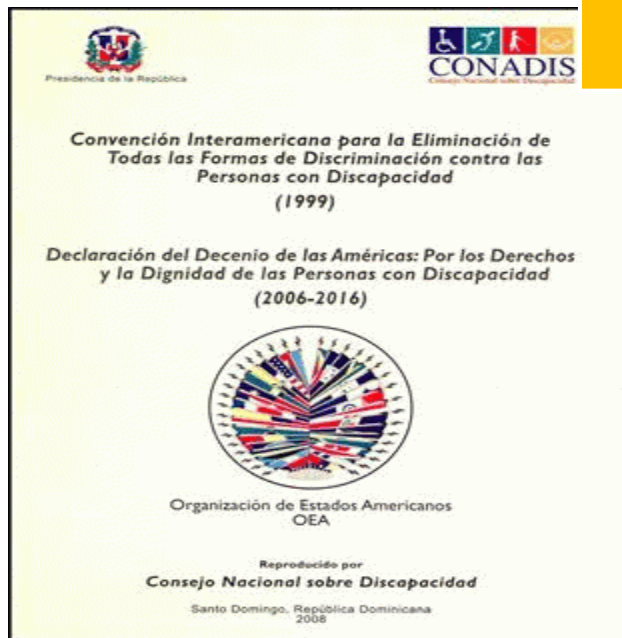 Presidencia de la República
CONADIS
Consejo Nacional sobre Discapacidad
Convención Interamericana para la Eliminación de
Todas las Formas de Discriminación contra las
Personas con Discapacidad
(1999)
Declaración del Decenio de las Américas: Por los Derechos
y la Dignidad de las Personas con Discapacidad
(2006-2016)
Organización de Estados Americanos
OEA
Reproducido por
Consejo Nacional sobre Discapacidad
Santo Domingo, República Dominicana
2008